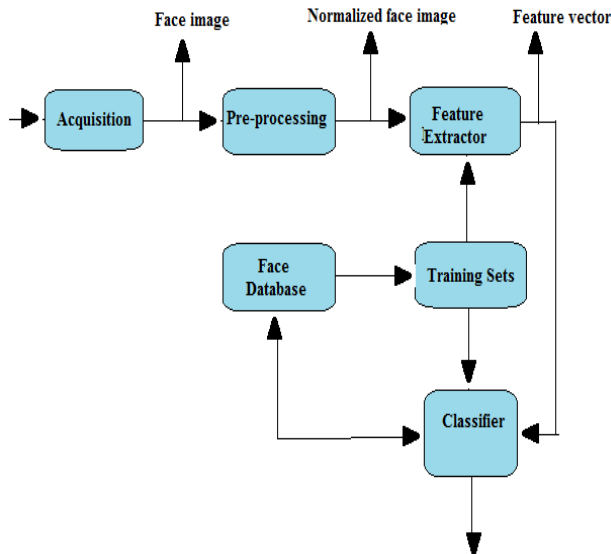 Face image
Normalized face image
Feature vector
Acquisition
Pre-processing
Feature
Extractor
Face
Database
Training Sets
Classifier